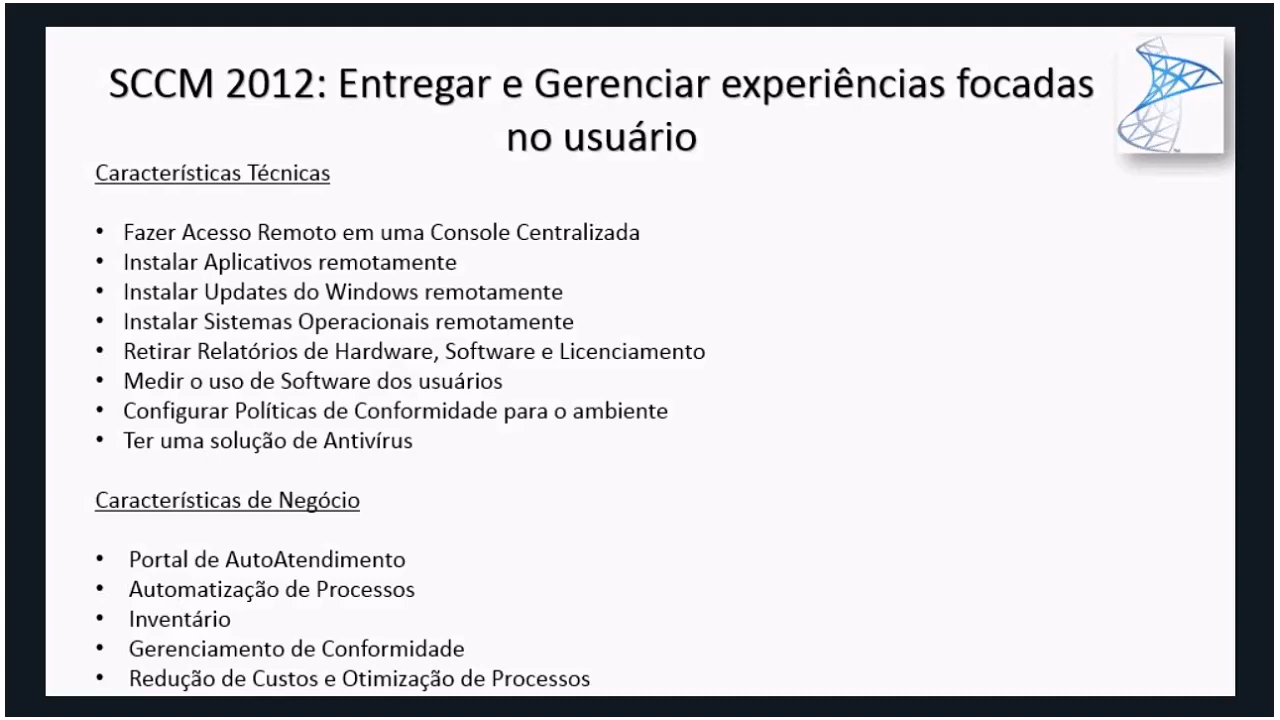 SCCM 2012: Entregar e Gerenciar experiências focadas
no usuário
Características Técnicas
• Fazer Acesso Remoto em uma Console Centralizada
• Instalar Aplicativos remotamente
• Instalar Updates do Windows remotamente
• Instalar Sistemas Operacionais remotamente
• Retirar Relatórios de Hardware, Software e Licenciamento
• Medir o uso de Software dos usuários
• Configurar Políticas de Conformidade para o ambiente
• Ter uma solução de Antivírus
Características de Negócio
• Portal de AutoAtendimento
• Automatização de Processos
• Inventário
• Gerenciamento de Conformidade
• Redução de Custos e Otimização de Processos